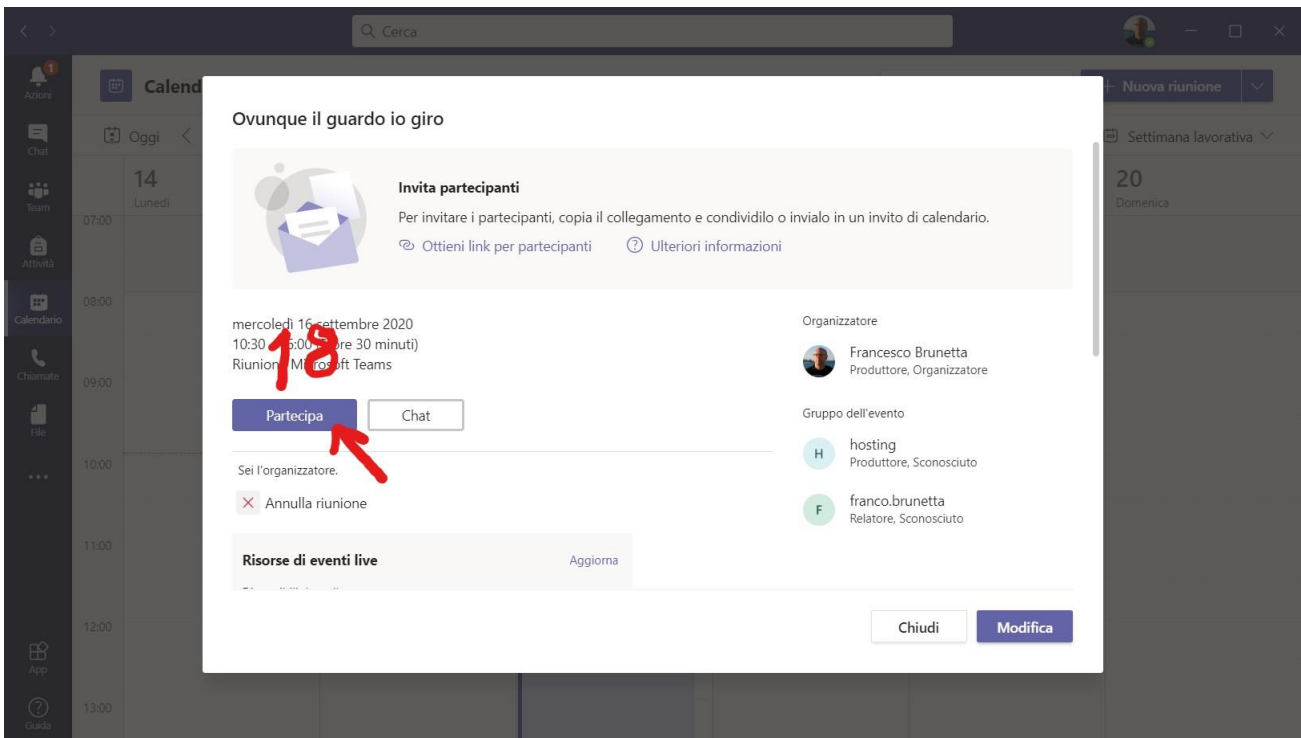 Cerca
1
Azioni
Chat
Team
Attività
Calendario
Chiamate
File
App
Guida
Calend
Nuova riunione
Oggi
Settimana lavorativa
14
Lunedì
20
Domenica
07:00
08:00
09:00
10:00
11:00
12:00
13:00
Ovunque il guardo io giro
Invita partecipanti
Per invitare i partecipanti, copia il collegamento e condividilo o invialo in un invito di calendario.
Ottieni link per partecipanti
Ulteriori informazioni
mercoledì 16 settembre 2020
10:30 re 30 minuti)
Riunione Microsoft Teams
18
Partecipa
Chat
Sei l'organizzatore.
Annulla riunione
Risorse di eventi live
Aggiorna
Organizzatore
Francesco Brunetta
Produttore, Organizzatore
Gruppo dell'evento
H
hosting
Produttore, Sconosciuto
F
franco.brunetta
Relatore, Sconosciuto
Chiudi
Modifica